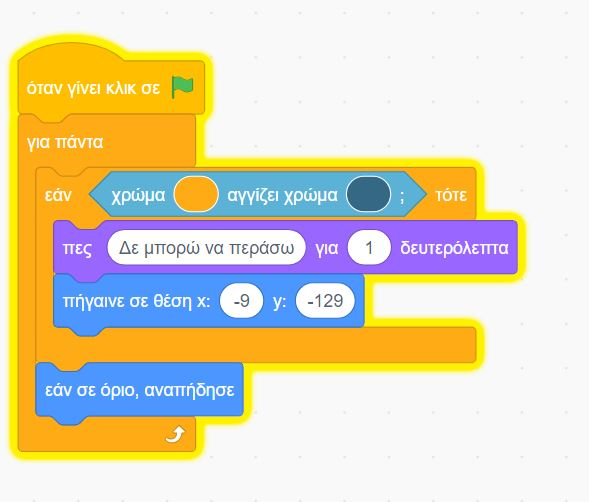 όταν γίνει κλικ σε
για πάντα
εάν χρώμα αγγίζει χρώμα ; τότε
πες Δε μπορώ να περάσω για 1 δευτερόλεπτα
πήγαινε σε θέση x: -9 y: -129
εάν σε όριο, αναπήδησε